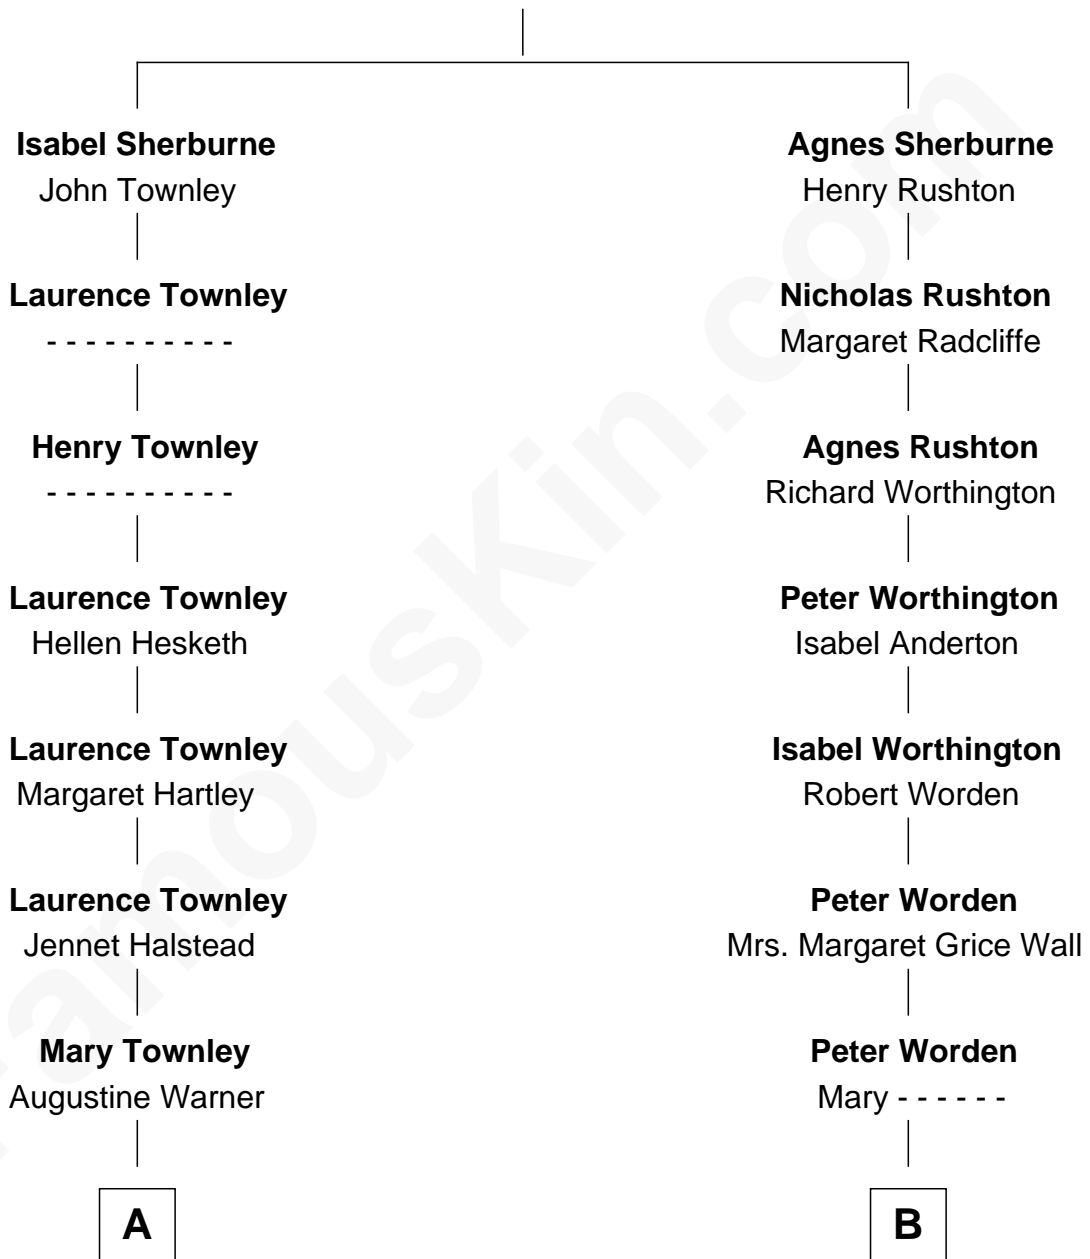 Isabel Sherburne
John Townley
Laurence Townley
- - - - - - - - - -
Henry Townley
- - - - - - - - - -
Laurence Townley
Hellen Hesketh
Laurence Townley
Margaret Hartley
Laurence Townley
Jennet Halstead
Mary Townley
Augustine Warner
A
Agnes Sherburne
Henry Rushton
Nicholas Rushton
Margaret Radcliffe
Agnes Rushton
Richard Worthington
Peter Worthington
Isabel Anderton
Isabel Worthington
Robert Worden
Peter Worden
Mrs. Margaret Grice Wall
Peter Worden
Mary - - - - - -
B
FamousKin.com